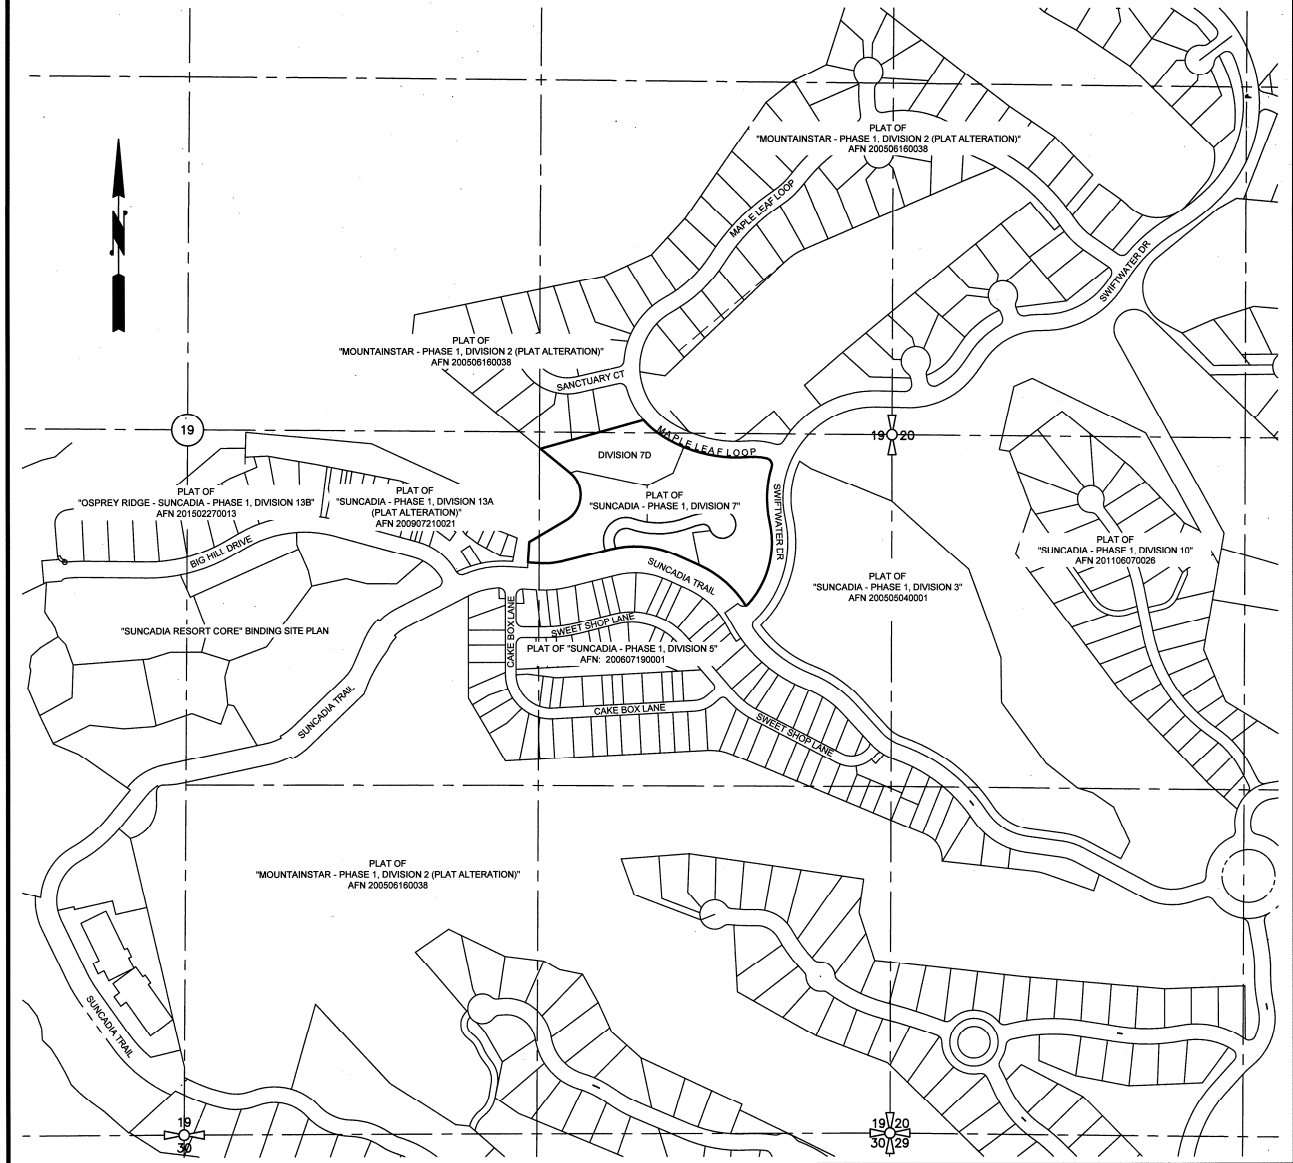 PLAT OF
"MOUNTAINSTAR - PHASE 1, DIVISION 2 (PLAT ALTERATION)"
AFN 200506160038
N
MAPLE LEAF LOOP
SWIFTWATER DR
PLAT OF
"MOUNTAINSTAR - PHASE 1, DIVISION 2 (PLAT ALTERATION)"
AFN 200506160038
SANCTUARY CT
19
19 20
MAPLE LEAF LOOP
DIVISION 7D
PLAT OF
"OSPREY RIDGE - SUNCADIA - PHASE 1, DIVISION 13B"
AFN 201502270013
PLAT OF
"SUNCADIA - PHASE 1, DIVISION 13A
(PLAT ALTERATION)"
AFN 200907210021
PLAT OF
"SUNCADIA - PHASE 1, DIVISION 7"
SWIFTWATER DR
BIG HILL DRIVE
PLAT OF
"SUNCADIA - PHASE 1, DIVISION 10"
AFN 201106070026
SUNCADIA TRAIL
PLAT OF
"SUNCADIA - PHASE 1, DIVISION 3"
AFN 200505040001
"SUNCADIA RESORT CORE" BINDING SITE PLAN
CAKE BOX LANE
SWEET SHOP LANE
PLAT OF "SUNCADIA - PHASE 1, DIVISION 5"
AFN: 200607190001
SUNCADIA TRAIL
CAKE BOX LANE
SWEET SHOP LANE
PLAT OF
"MOUNTAINSTAR - PHASE 1, DIVISION 2 (PLAT ALTERATION)"
AFN 200506160038
SUNCADIA TRAIL
19
30
19 20
30 29